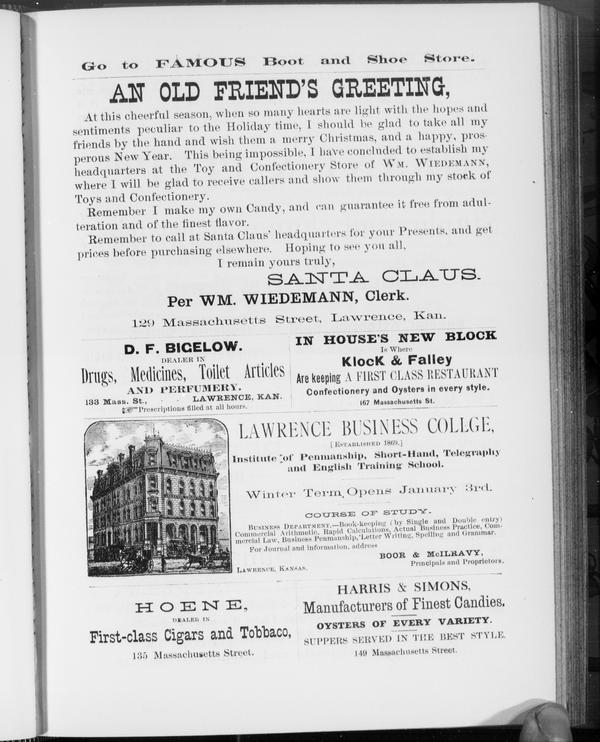 Go to FAMOUS Boot and Shoe Store.
AN OLD FRIEND'S GREETING,
At this cheerful season, when so many hearts are light with the hopes and
sentiments peculiar to the Holiday time, I should be glad to take all my
friends by the hand and wish them a merry Christmas, and a happy, pros-
perous New Year. This being impossible, I have concluded to establish my
headquarters at the Toy and Confectionery Store of WM. WIEDEMANN,
where I will be glad to receive callers and show them through my stock of
Toys and Confectionery.
Remember I make my own Candy, and can guarantee it free from adul-
teration and of the finest flavor.
Remember to call at Santa Claus' headquarters for your Presents, and get
prices before purchasing elsewhere. Hoping to see you all,
I remain yours truly,
SANTA CLAUS.
Per WM. WIEDEMANN, Clerk.
129 Massachusetts Street, Lawrence, Kan.
D. F. BIGELOW.
DEALER IN
Drugs, Medicines, Toilet Articles
AND PERFUMERY.
133 Mass. St., LAWRENCE, KAN.
☞Prescriptions filled at all hours.
IN HOUSE'S NEW BLOCK
Is Where
Klock & Falley
Are keeping A FIRST CLASS RESTAURANT
Confectionery and Oysters in every style.
167 Massachusetts St.
LAWRENCE BUSINESS COLLGE,
[ESTABLISHED 1869.]
Institute of Penmanship, Short-Hand, Telegraphy
and English Training School.
Winter Term Opens January 3rd.
COURSE OF STUDY.
BUSINESS DEPARTMENT.—Book-keeping (by Single and Double entry)
Commercial Arithmetic, Rapid Calculations, Actual Business Practice, Com-
mercial Law, Business Penmanship, Letter Writing, Spelling and Grammar.
For Journal and information, address
BOOR & McILRAVY,
LAWRENCE, KANSAS. Principals and Proprietors.
HOENE,
DEALER IN
First-class Cigars and Tobbaco,
135 Massachusetts Street.
HARRIS & SIMONS,
Manufacturers of Finest Candies.
OYSTERS OF EVERY VARIETY.
SUPPERS SERVED IN THE BEST STYLE.
149 Massachusetts Street.